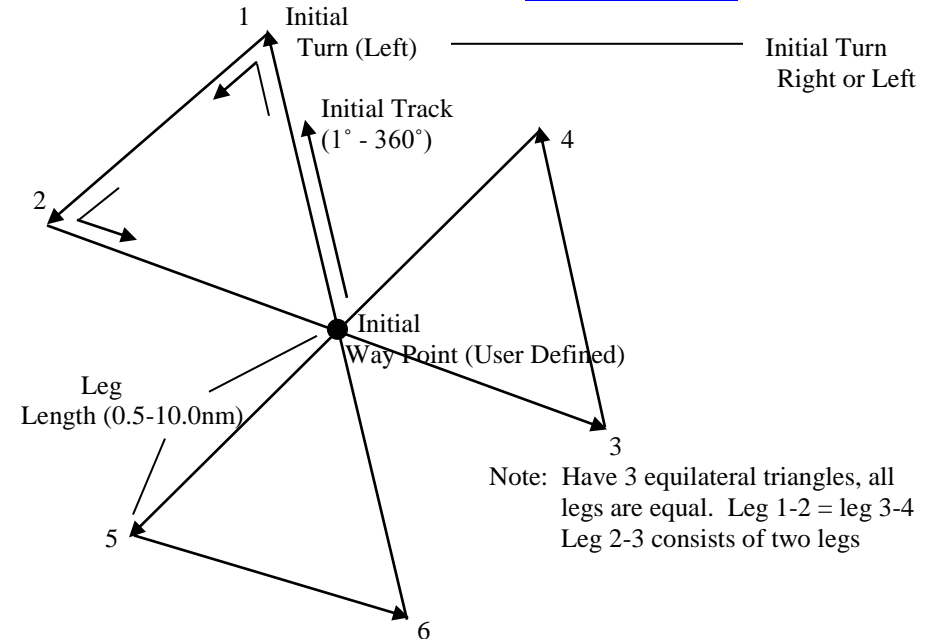 1
Initial
Turn (Left)
Initial Turn
Right or Left
Initial Track
(1˚ - 360˚)
4
2
Initial
Way Point (User Defined)
Leg
Length (0.5-10.0nm)
3
Note: Have 3 equilateral triangles, all
legs are equal. Leg 1-2 = leg 3-4
Leg 2-3 consists of two legs
5
6